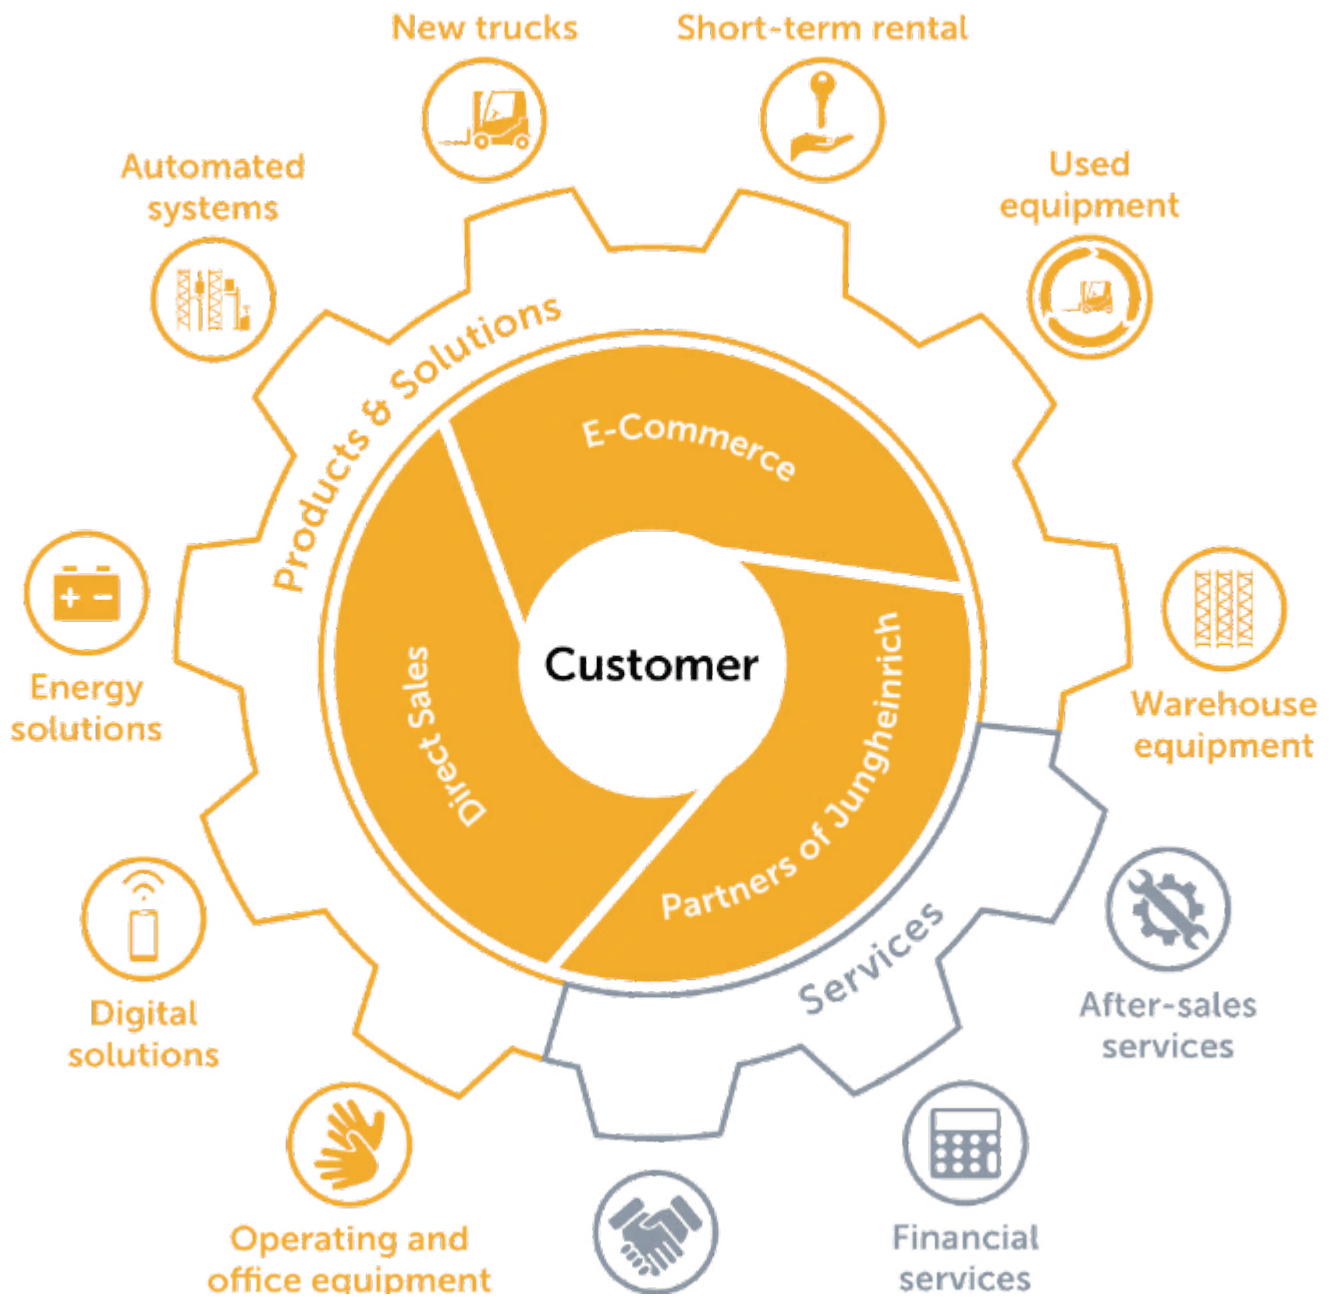 New trucks
Short-term rental
Automated
systems
Used
equipment
Products & Solutions
E-Commerce
Energy
solutions
Customer
Direct Sales
Partners of Jungheinrich
Warehouse
equipment
Services
Digital
solutions
After-sales
services
Operating and
office equipment
Financial
services